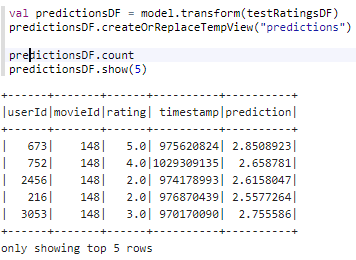 val predictionsDF = model.transform(testRatingsDF)
predictionsDF.createOrReplaceTempView("predictions")
predictionsDF.count
predictionsDF.show(5)
+------+-------+------+----------+----------+
|userId|movieId|rating| timestamp|prediction|
+------+-------+------+----------+----------+
|   673|    148|   5.0| 975620824| 2.8508923|
|   752|    148|   4.0|1029309135|  2.658781|
|  2456|    148|   2.0| 974178993| 2.6158047|
|   216|    148|   2.0| 976870439| 2.5577264|
|  3053|    148|   3.0| 970170090|  2.755586|
+------+-------+------+----------+----------+
only showing top 5 rows